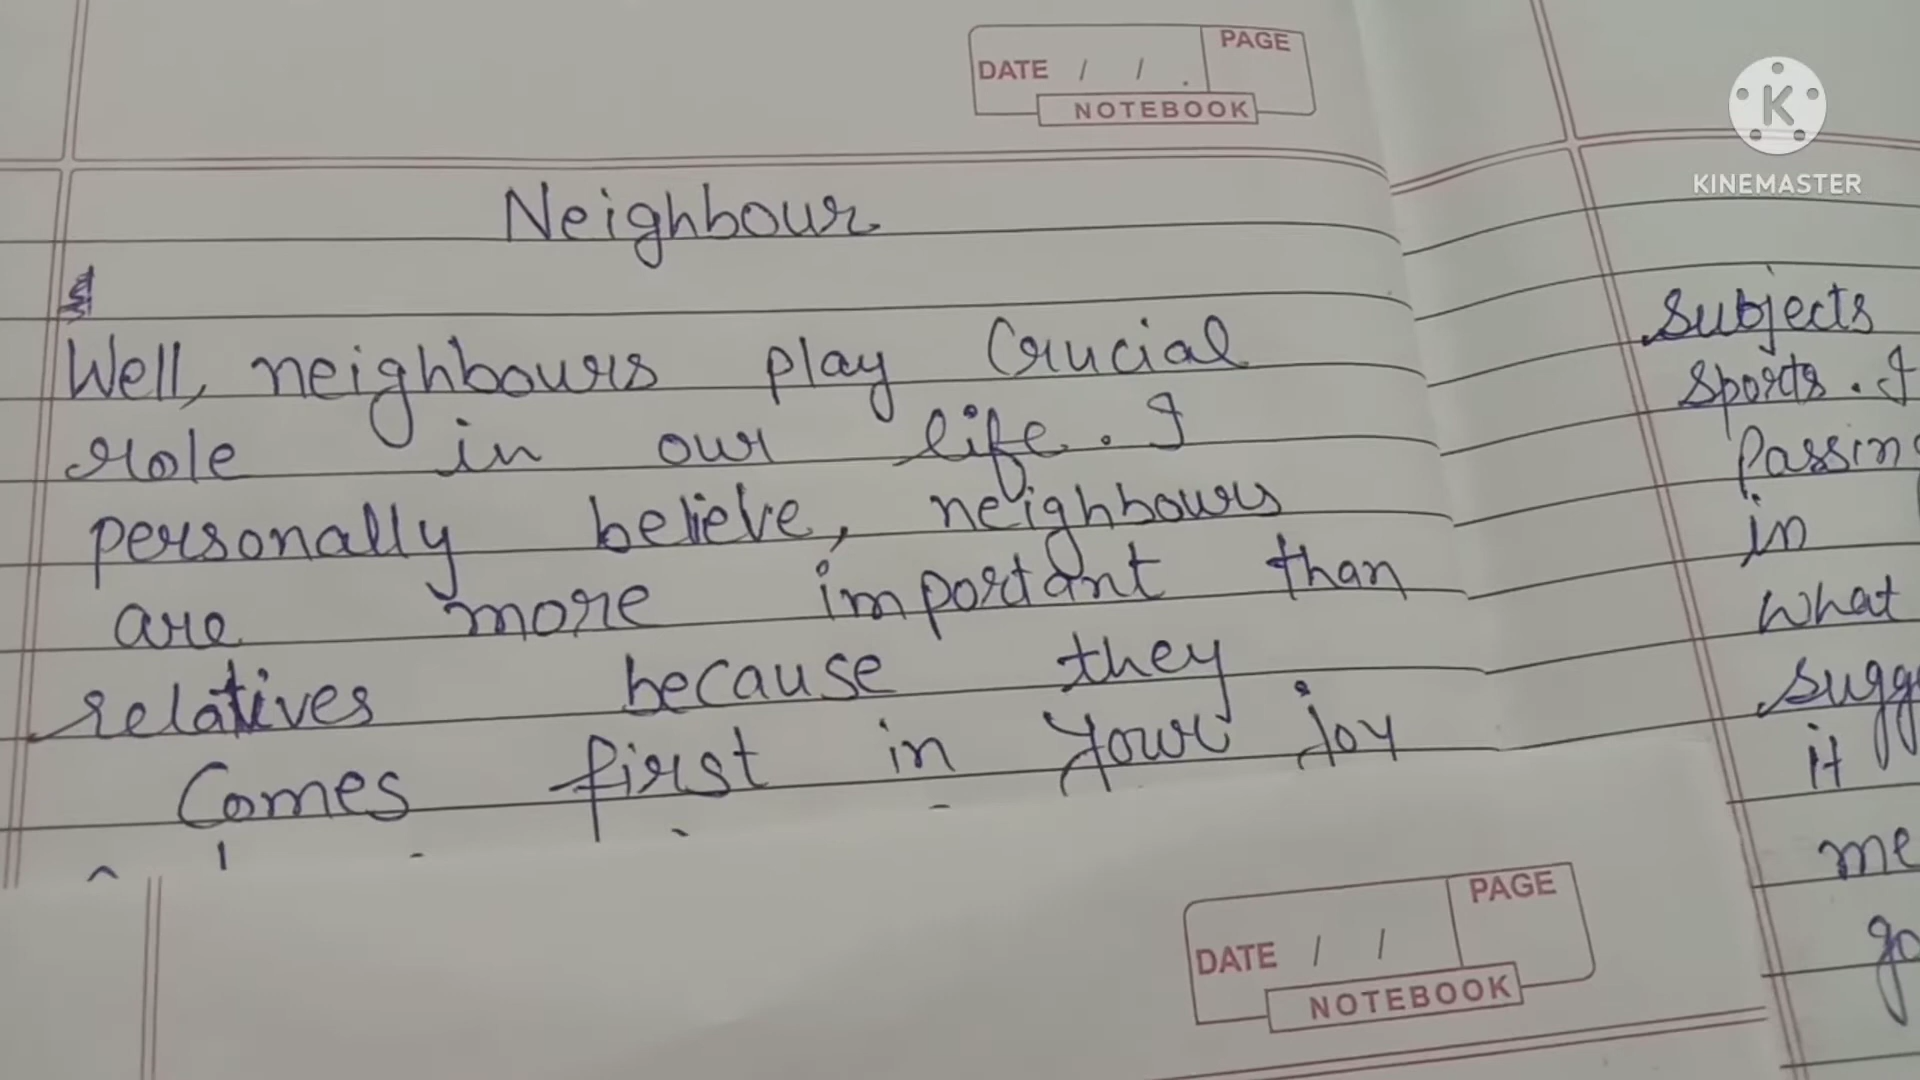 DATE / / PAGE
NOTEBOOK
KINEMASTER
Neighbour
Well, neighbours play Crucial
role in our life. I
personally believe, neighbours
are more important than
relatives because they
Comes first in your joy
Subjects
Sports. I
in
what
it
me
DATE / / PAGE
NOTEBOOK